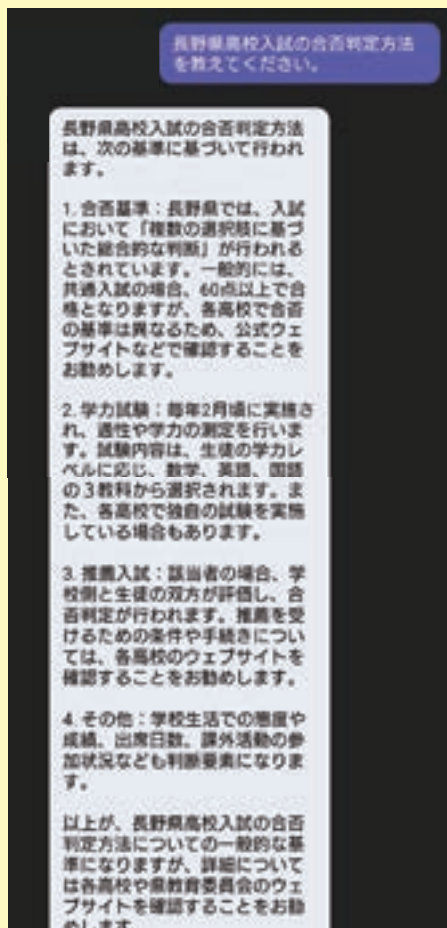 長野県高校入試の合否判定方法
を教えてください。
長野県高校入試の合否判定方法
は、次の基準に基づいて行われ
ます。
1. 合否基準：長野県では、入試
において「複数の選択肢に基づ
いた総合的な判断」が行われる
とされています。一般的には、
共通入試の場合、60点以上で合
格となりますが、各高校で合否
の基準は異なるため、公式ウェ
ブサイトなどで確認することを
お勧めします。
2. 学力試験：毎年2月頃に実施さ
れ、適性や学力の測定を行いま
す。試験内容は、生徒の学力レ
ベルに応じ、数学、英語、国語
の３教科から選択されます。ま
た、各高校で独自の試験を実施
している場合もあります。
3. 推薦入試：該当者の場合、学
校側と生徒の双方が評価し、合
否判定が行われます。推薦を受
けるための条件や手続きについ
ては、各高校のウェブサイトを
確認することをお勧めします。
4. その他：学校生活での態度や
成績、出席日数、課外活動の参
加状況なども判断要素になりま
す。
以上が、長野県高校入試の合否
判定方法についての一般的な基
準になりますが、詳細について
は各高校や県教育委員会のウェ
ブサイトを確認することをお勧
めします